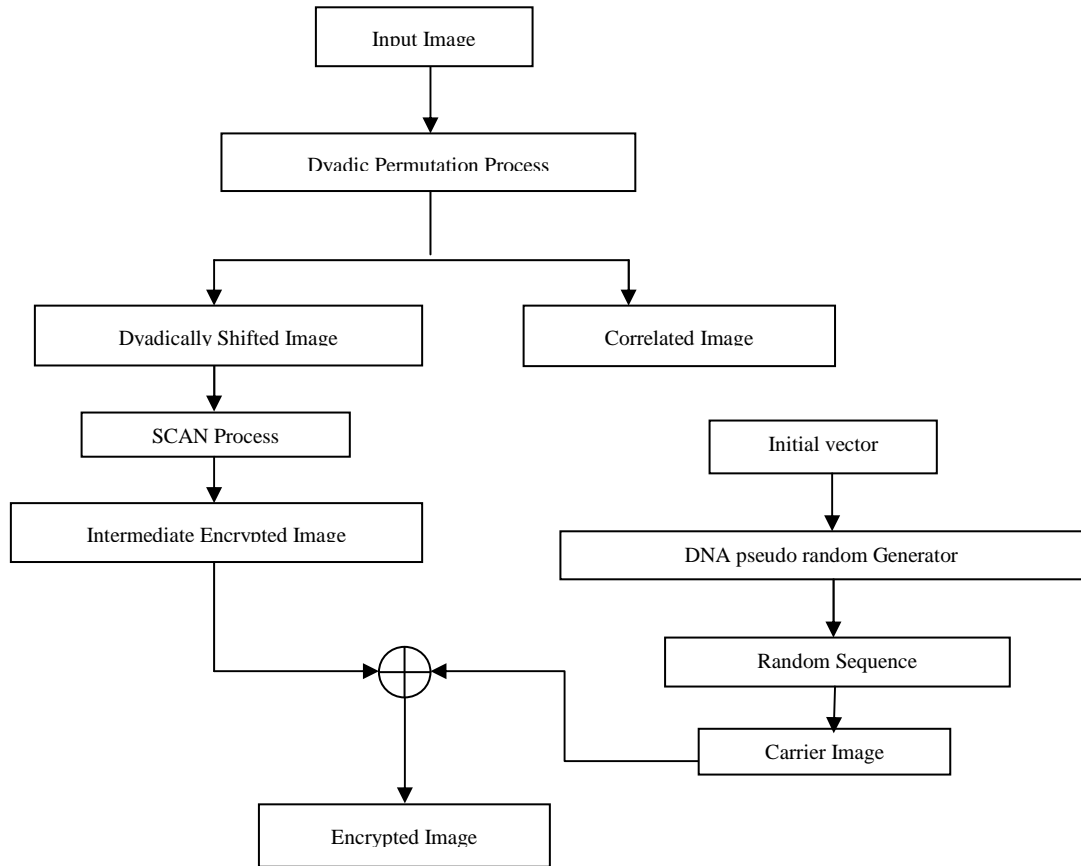 Input Image
Dyadic Permutation Process
Dyadically Shifted Image
Correlated Image
SCAN Process
Initial vector
Intermediate Encrypted Image
DNA pseudo random Generator
Random Sequence
Carrier Image
Encrypted Image